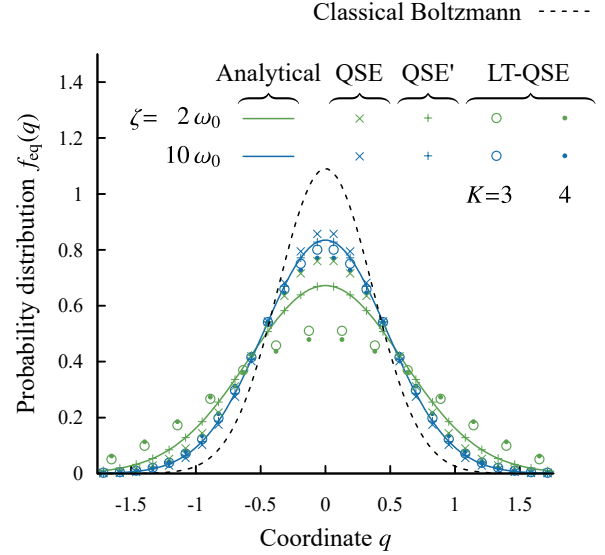 Classical Boltzmann
Analytical QSE QSE' LT-QSE
ζ= 2 ω₀
10 ω₀
K=3 4
Probability distribution f_eq(q)
1.4
1.2
1
0.8
0.6
0.4
0.2
0
-1.5 -1 -0.5 0 0.5 1 1.5
Coordinate q